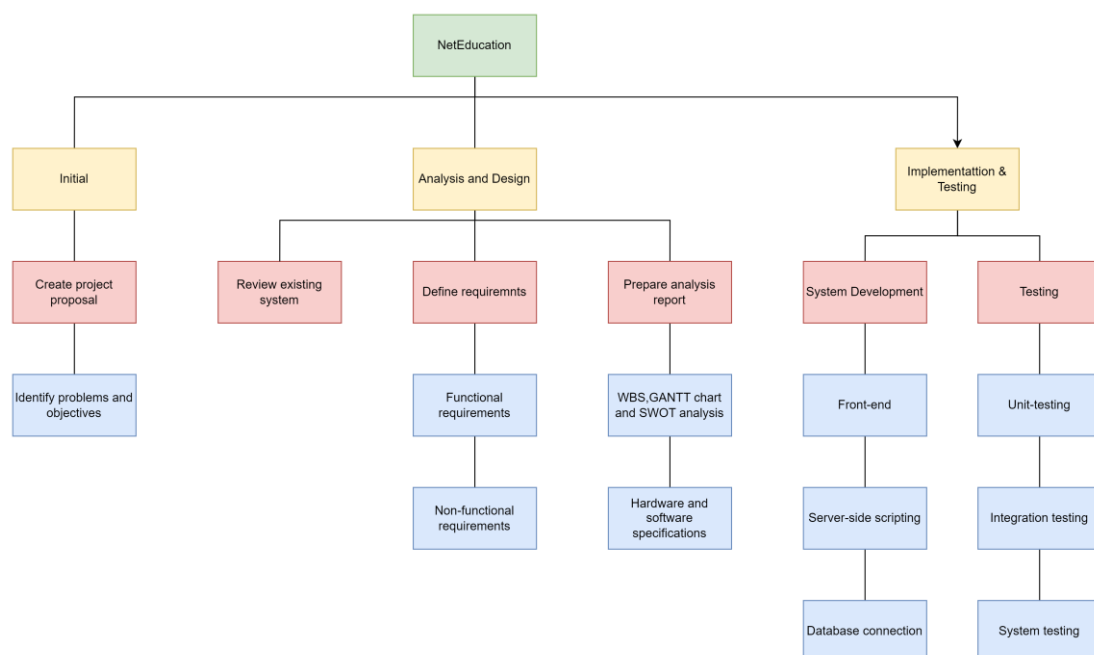 NetEducation
Initial
Analysis and Design
Implementattion &
Testing
Create project
proposal
Review existing
system
Define requiremnts
Prepare analysis
report
System Development
Testing
Identify problems and
objectives
Functional
requirements
WBS,GANTT chart
and SWOT analysis
Front-end
Unit-testing
Non-functional
requirements
Hardware and
software
specifications
Server-side scripting
Integration testing
Database connection
System testing